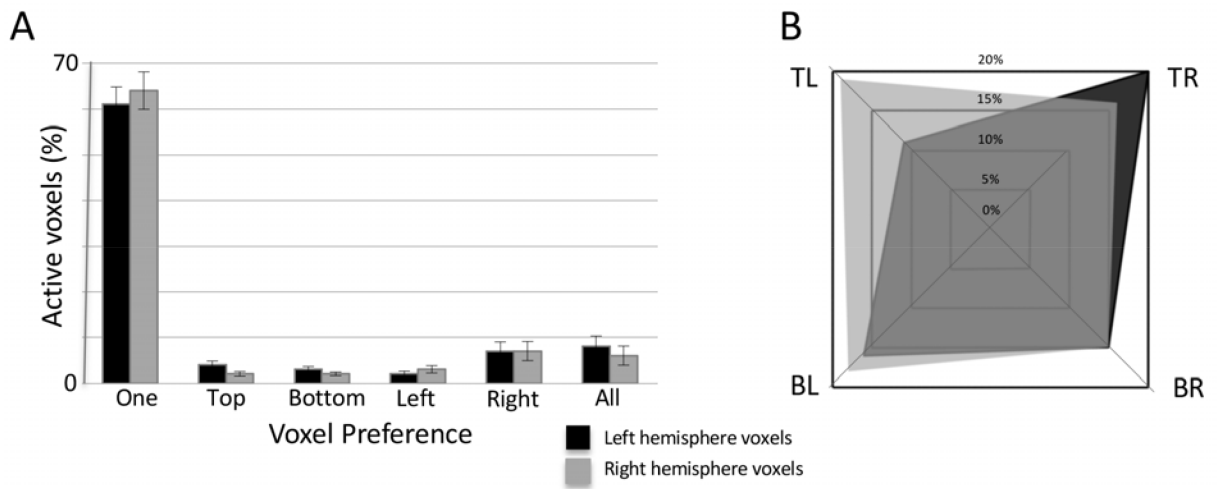 A
70
Active voxels (%)
0
One Top Bottom Left Right All
Voxel Preference
Left hemisphere voxels
Right hemisphere voxels
B
TL
20%
TR
15%
10%
5%
0%
BL
BR